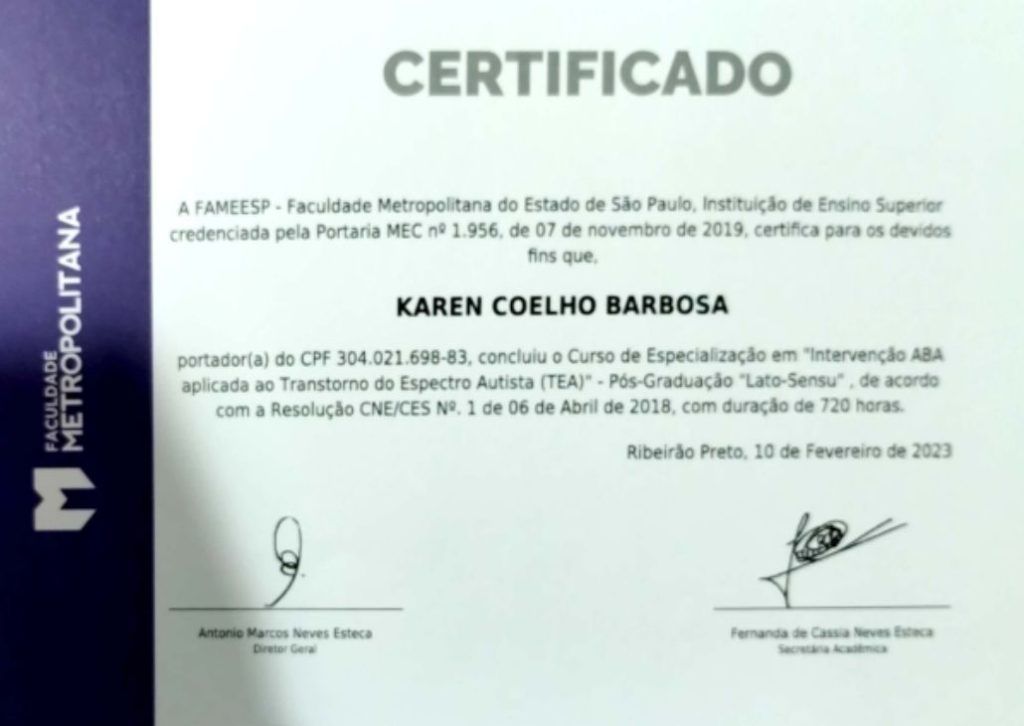 CERTIFICADO
A FAMEESP - Faculdade Metropolitana do Estado de São Paulo, Instituição de Ensino Superior
credenciada pela Portaria MEC nº 1.956, de 07 de novembro de 2019, certifica para os devidos
fins que,
KAREN COELHO BARBOSA
portador(a) do CPF 304.021.698-83, concluiu o Curso de Especialização em "Intervenção ABA
aplicada ao Transtorno do Espectro Autista (TEA)" - Pós-Graduação "Lato-Sensu" , de acordo
com a Resolução CNE/CES Nº. 1 de 06 de Abril de 2018, com duração de 720 horas.
Ribeirão Preto, 10 de Fevereiro de 2023
Antonio Marcos Neves Esteca
Diretor Geral
Fernanda de Cassia Neves Esteca
Secretária Acadêmica
FACULDADE
METROPOLITANA